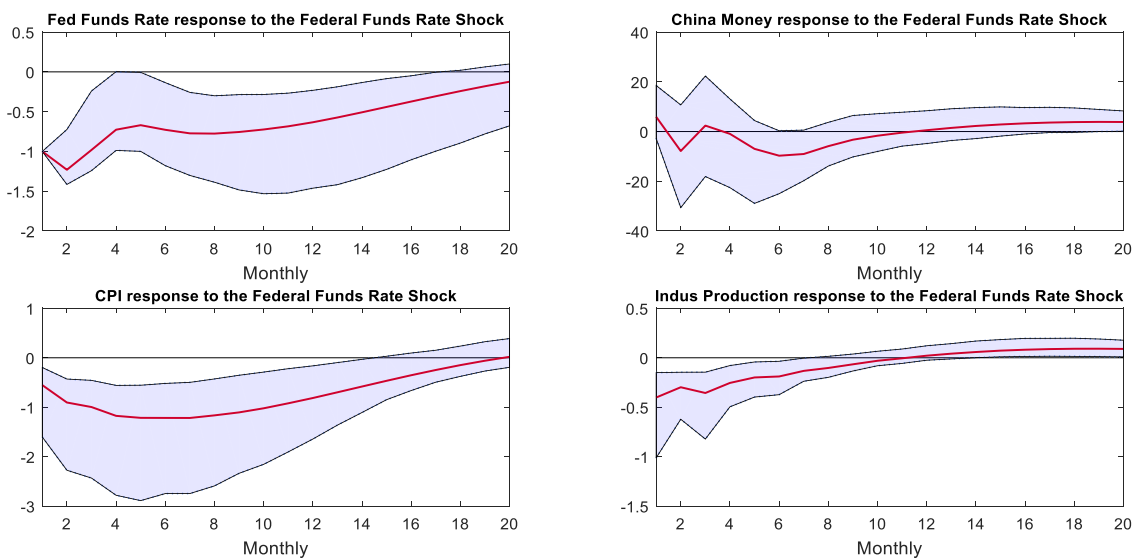 Fed Funds Rate response to the Federal Funds Rate Shock
0.5
0
-0.5
-1
-1.5
-2
2 4 6 8 10 12 14 16 18 20
Monthly
China Money response to the Federal Funds Rate Shock
40
20
0
-20
-40
2 4 6 8 10 12 14 16 18 20
Monthly
CPI response to the Federal Funds Rate Shock
1
0
-1
-2
-3
2 4 6 8 10 12 14 16 18 20
Monthly
Indus Production response to the Federal Funds Rate Shock
0.5
0
-0.5
-1
-1.5
2 4 6 8 10 12 14 16 18 20
Monthly